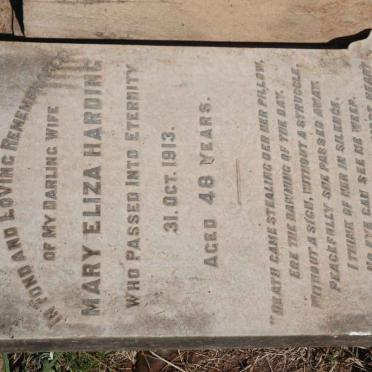 IN FOND AND LOVING REMEMBRANCE
OF MY DARLING WIFE
MARY ELIZA HARDING
WHO PASSED INTO ETERNITY
31. OCT. 1913.
AGED 48 YEARS.
"DEATH CAME STEALING OER HER PILLOW,
ERE THE DAWNING OF THE DAY.
WITHOUT A SIGH, WITHOUT A STRUGGLE,
PEACEFULLY SHE PASSED AWAY.
I THINK OF HER IN SILENCE.
NO EYE CAN SEE ME WEEP.